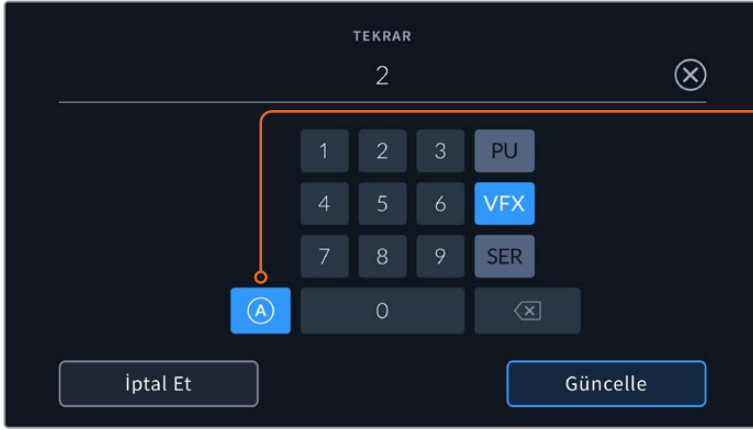 TEKRAR
2
1 2 3 PU
4 5 6 VFX
7 8 9 SER
A 0
İptal Et Güncelle